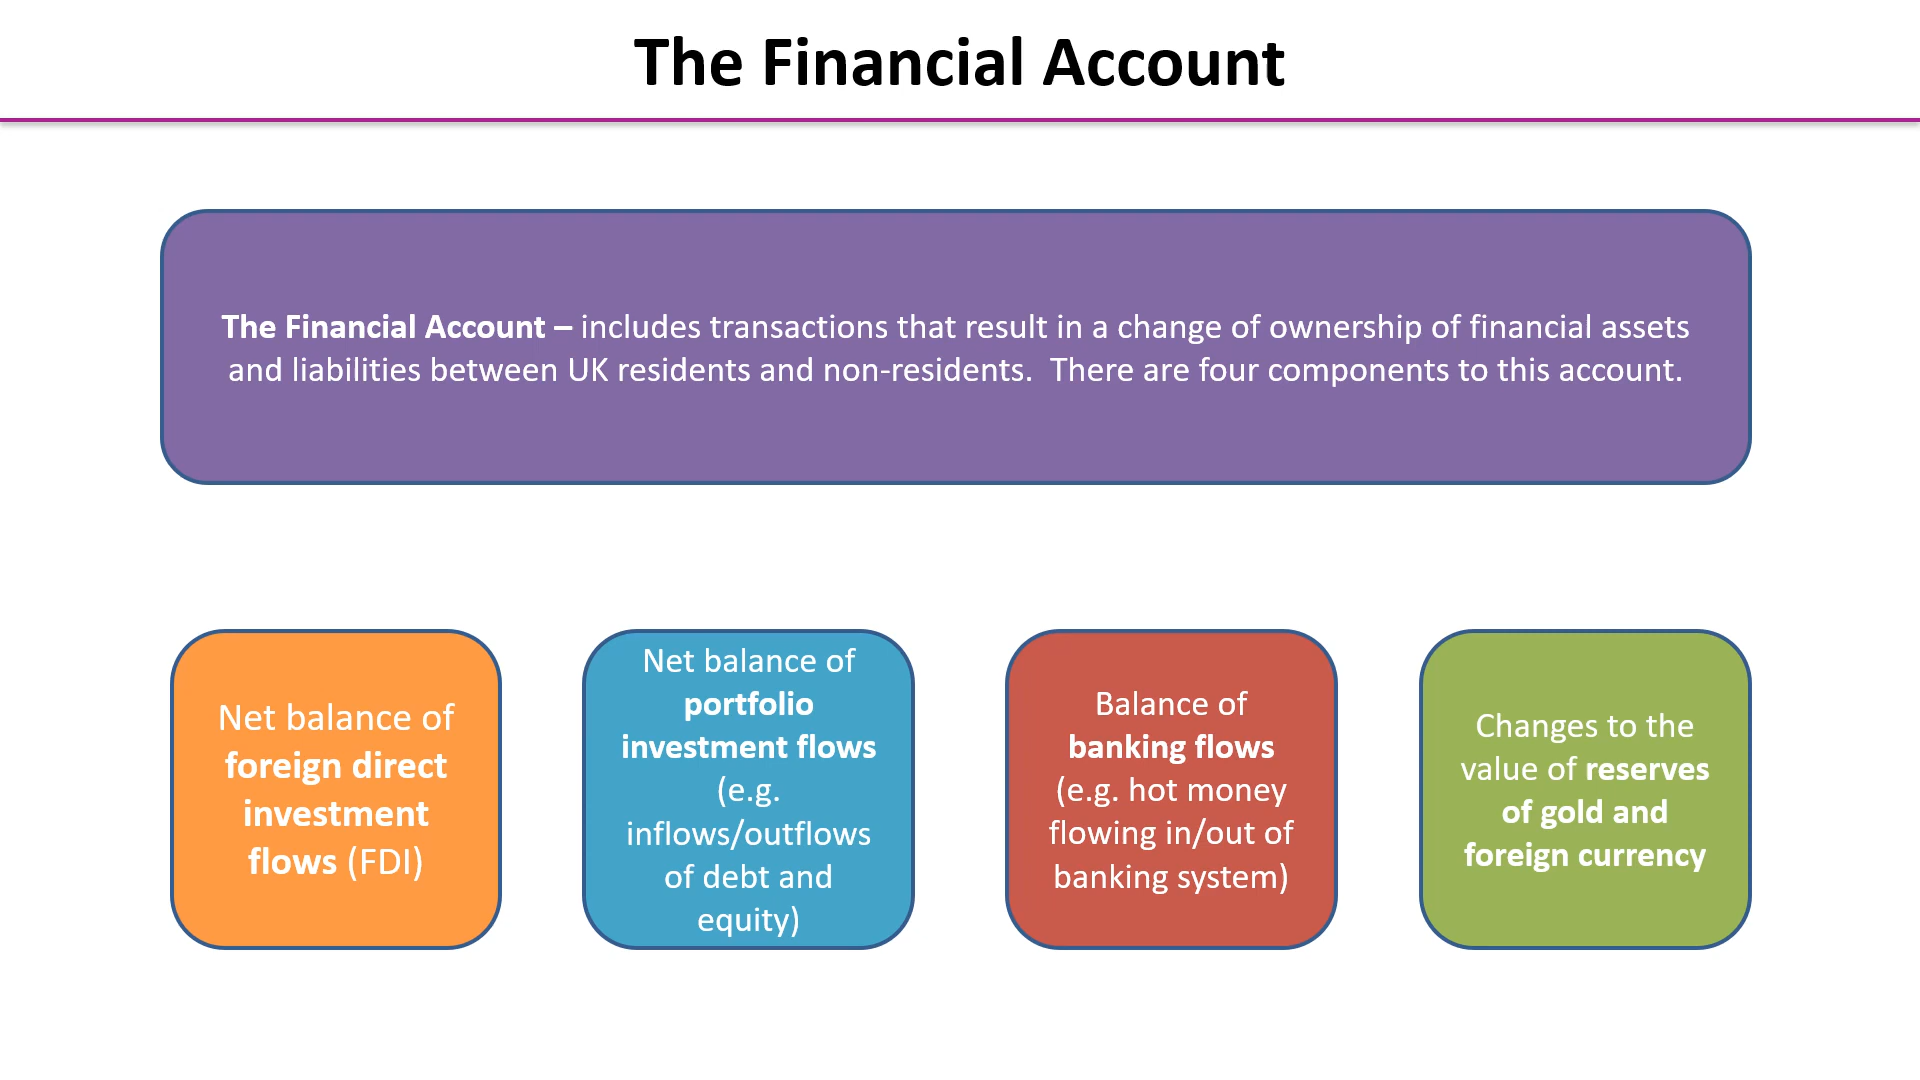 The Financial Account
The Financial Account – includes transactions that result in a change of ownership of financial assets
and liabilities between UK residents and non-residents.  There are four components to this account.
Net balance of
foreign direct
investment
flows (FDI)
Net balance of
portfolio
investment flows
(e.g.
inflows/outflows
of debt and
equity)
Balance of
banking flows
(e.g. hot money
flowing in/out of
banking system)
Changes to the
value of reserves
of gold and
foreign currency